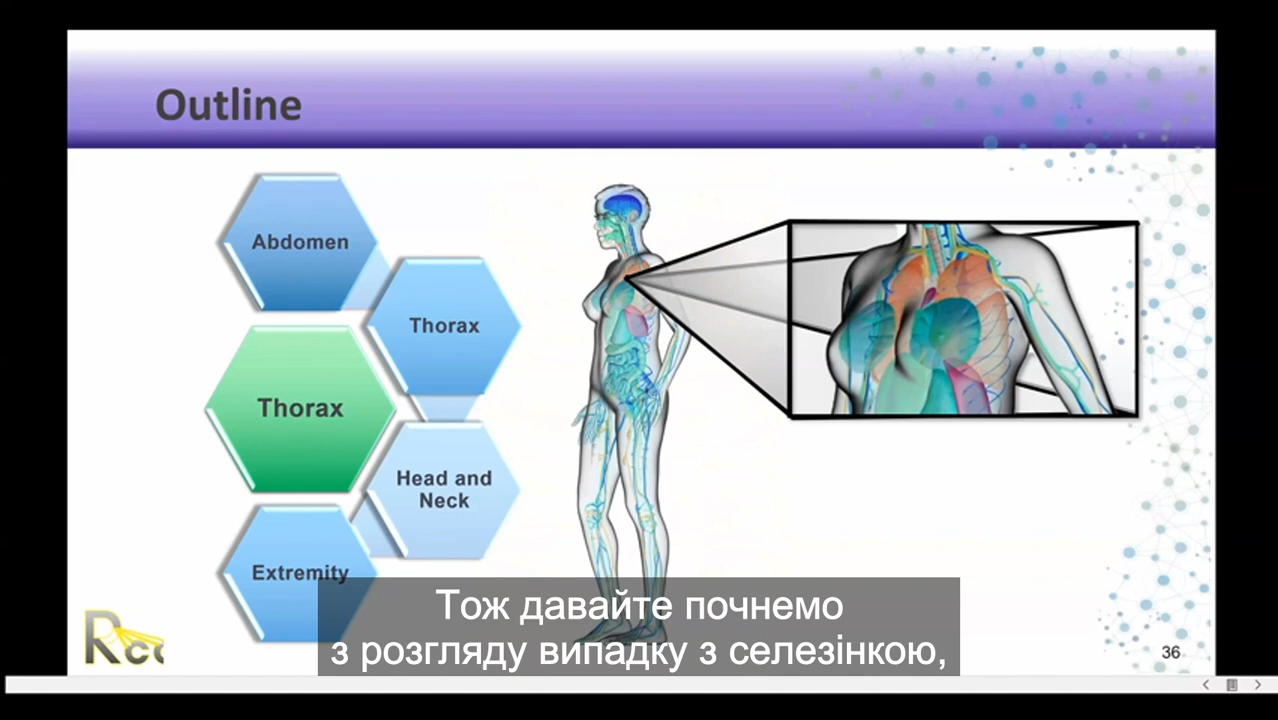 Outline
Abdomen
Thorax
Thorax
Head and
Neck
Extremity
Тож давайте почнемо
з розгляду випадку з селезінкою,
36